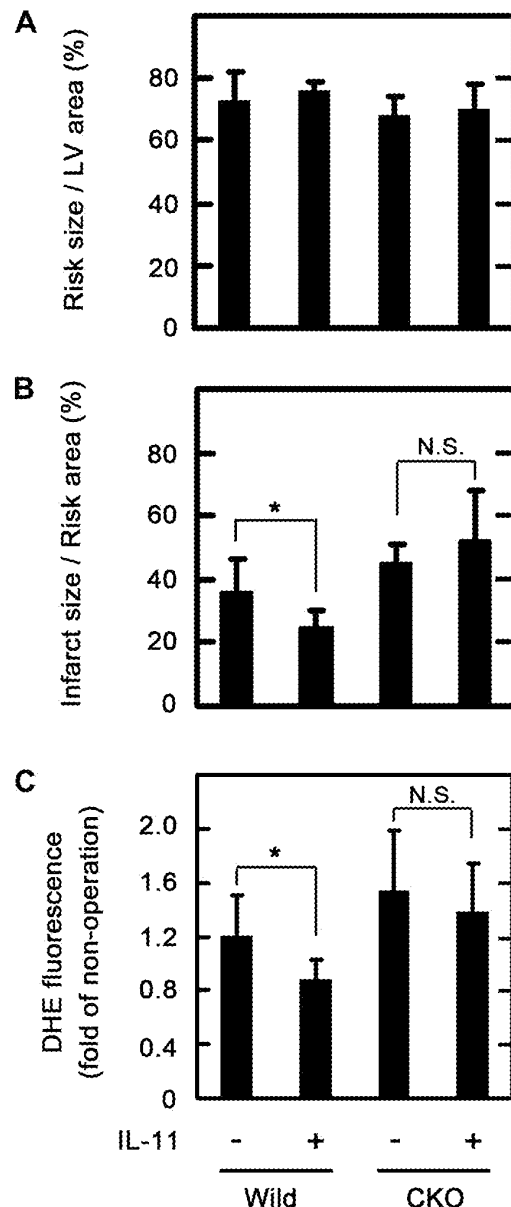 A
Risk size / LV area (%)
80
60
40
20
0
B
Infarct size / Risk area (%)
80
60
40
20
0
*
N.S.
C
DHE fluorescence
(fold of non-operation)
2.0
1.6
1.2
0.8
0.4
0
*
N.S.
IL-11 - + - +
Wild CKO